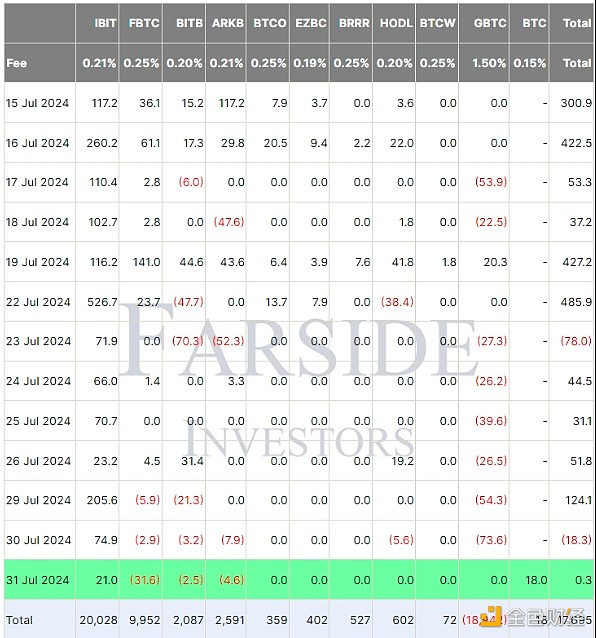 IBIT FBTC BITB ARKB BTCO EZBC BRRR HODL BTCW GBTC BTC Total
Fee 0.21% 0.25% 0.20% 0.21% 0.25% 0.19% 0.25% 0.20% 0.25% 1.50% 0.15% Total
15 Jul 2024 117.2 36.1 15.2 117.2 7.9 3.7 0.0 3.6 0.0 0.0 - 300.9
16 Jul 2024 260.2 61.1 17.3 29.8 20.5 9.4 2.2 22.0 0.0 0.0 - 422.5
17 Jul 2024 110.4 2.8 (6.0) 0.0 0.0 0.0 0.0 0.0 0.0 (53.9) - 53.3
18 Jul 2024 102.7 2.8 0.0 (47.6) 0.0 0.0 0.0 1.8 0.0 (22.5) - 37.2
19 Jul 2024 116.2 141.0 44.6 43.6 6.4 3.9 7.6 41.8 1.8 20.3 - 427.2
22 Jul 2024 526.7 23.7 (47.7) 0.0 13.7 7.9 0.0 (38.4) 0.0 0.0 - 485.9
23 Jul 2024 71.9 0.0 (70.3) (52.3) 0.0 0.0 0.0 0.0 0.0 (27.3) - (78.0)
24 Jul 2024 66.0 1.4 0.0 3.3 0.0 0.0 0.0 0.0 0.0 (26.2) - 44.5
25 Jul 2024 70.7 0.0 0.0 0.0 0.0 0.0 0.0 0.0 0.0 (39.6) - 31.1
26 Jul 2024 23.2 4.5 31.4 0.0 0.0 0.0 0.0 19.2 0.0 (26.5) - 51.8
29 Jul 2024 205.6 (5.9) (21.3) 0.0 0.0 0.0 0.0 0.0 0.0 (54.3) - 124.1
30 Jul 2024 74.9 (2.9) (3.2) (7.9) 0.0 0.0 0.0 (5.6) 0.0 (73.6) - (18.3)
31 Jul 2024 21.0 (31.6) (2.5) (4.6) 0.0 0.0 0.0 0.0 0.0 0.0 18.0 0.3
Total 20,028 9,952 2,087 2,591 359 402 527 602 72 18 17,695
FARSIDE
INVESTORS
金色财经